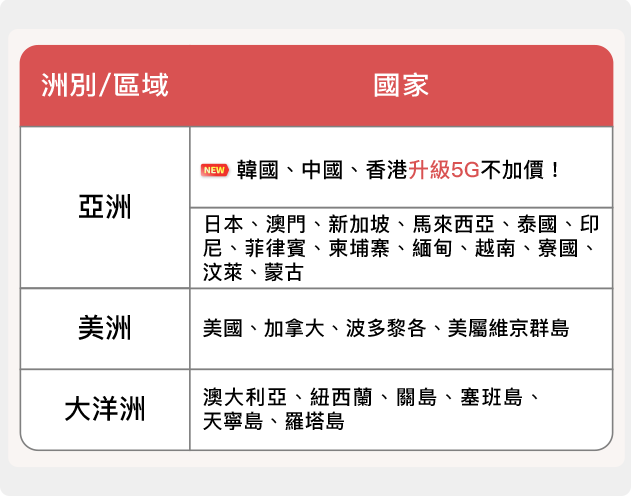 洲別/區域
國家
亞洲
NEW 韓國、中國、香港升級5G不加價！
日本、澳門、新加坡、馬來西亞、泰國、印
尼、菲律賓、柬埔寨、緬甸、越南、寮國、
汶萊、蒙古
美洲
美國、加拿大、波多黎各、美屬維京群島
大洋洲
澳大利亞、紐西蘭、關島、塞班島、
天寧島、羅塔島